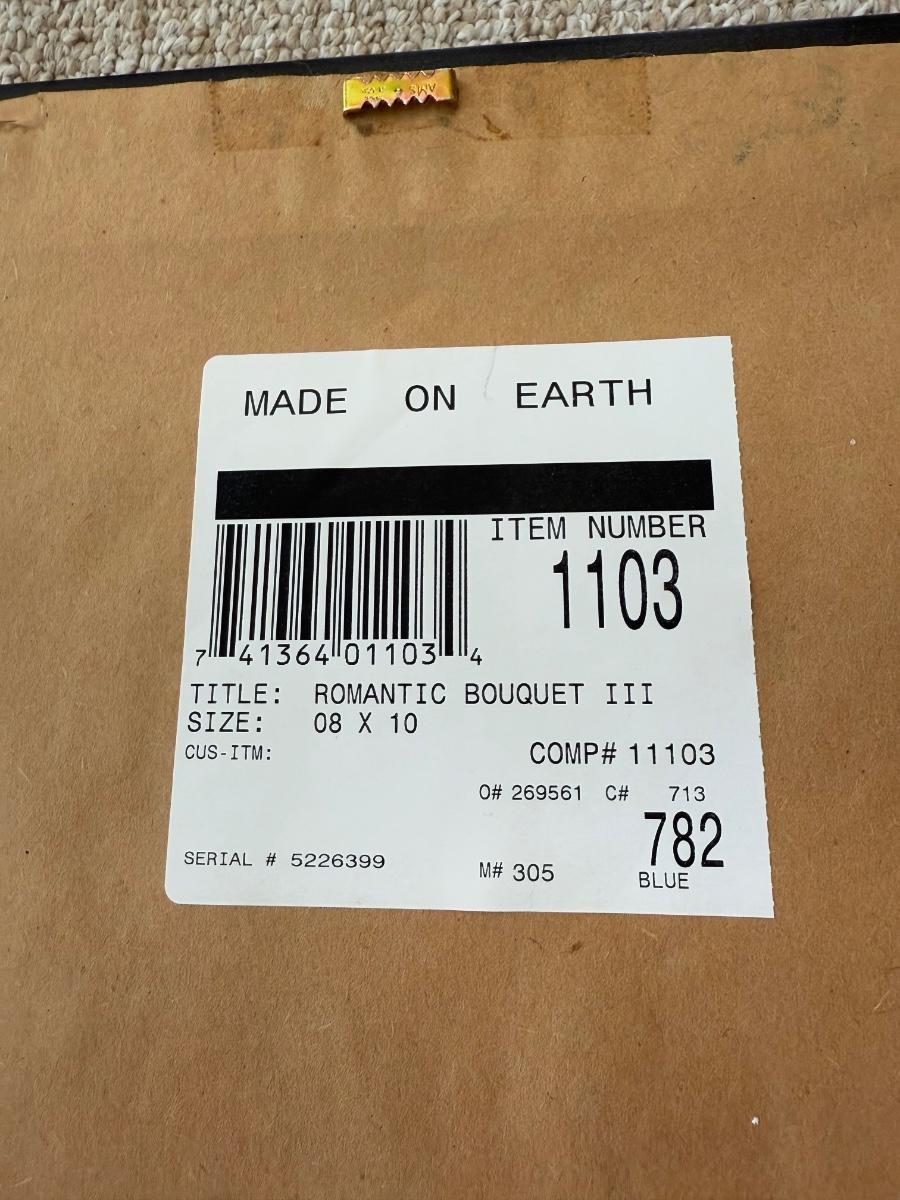 MADE ON EARTH
ITEM NUMBER
1103
7 41364 01103 4
TITLE: ROMANTIC BOUQUET III
SIZE: 08 X 10
CUS-ITM: COMP# 11103
O# 269561 C# 713
782
SERIAL # 5226399 M# 305 BLUE